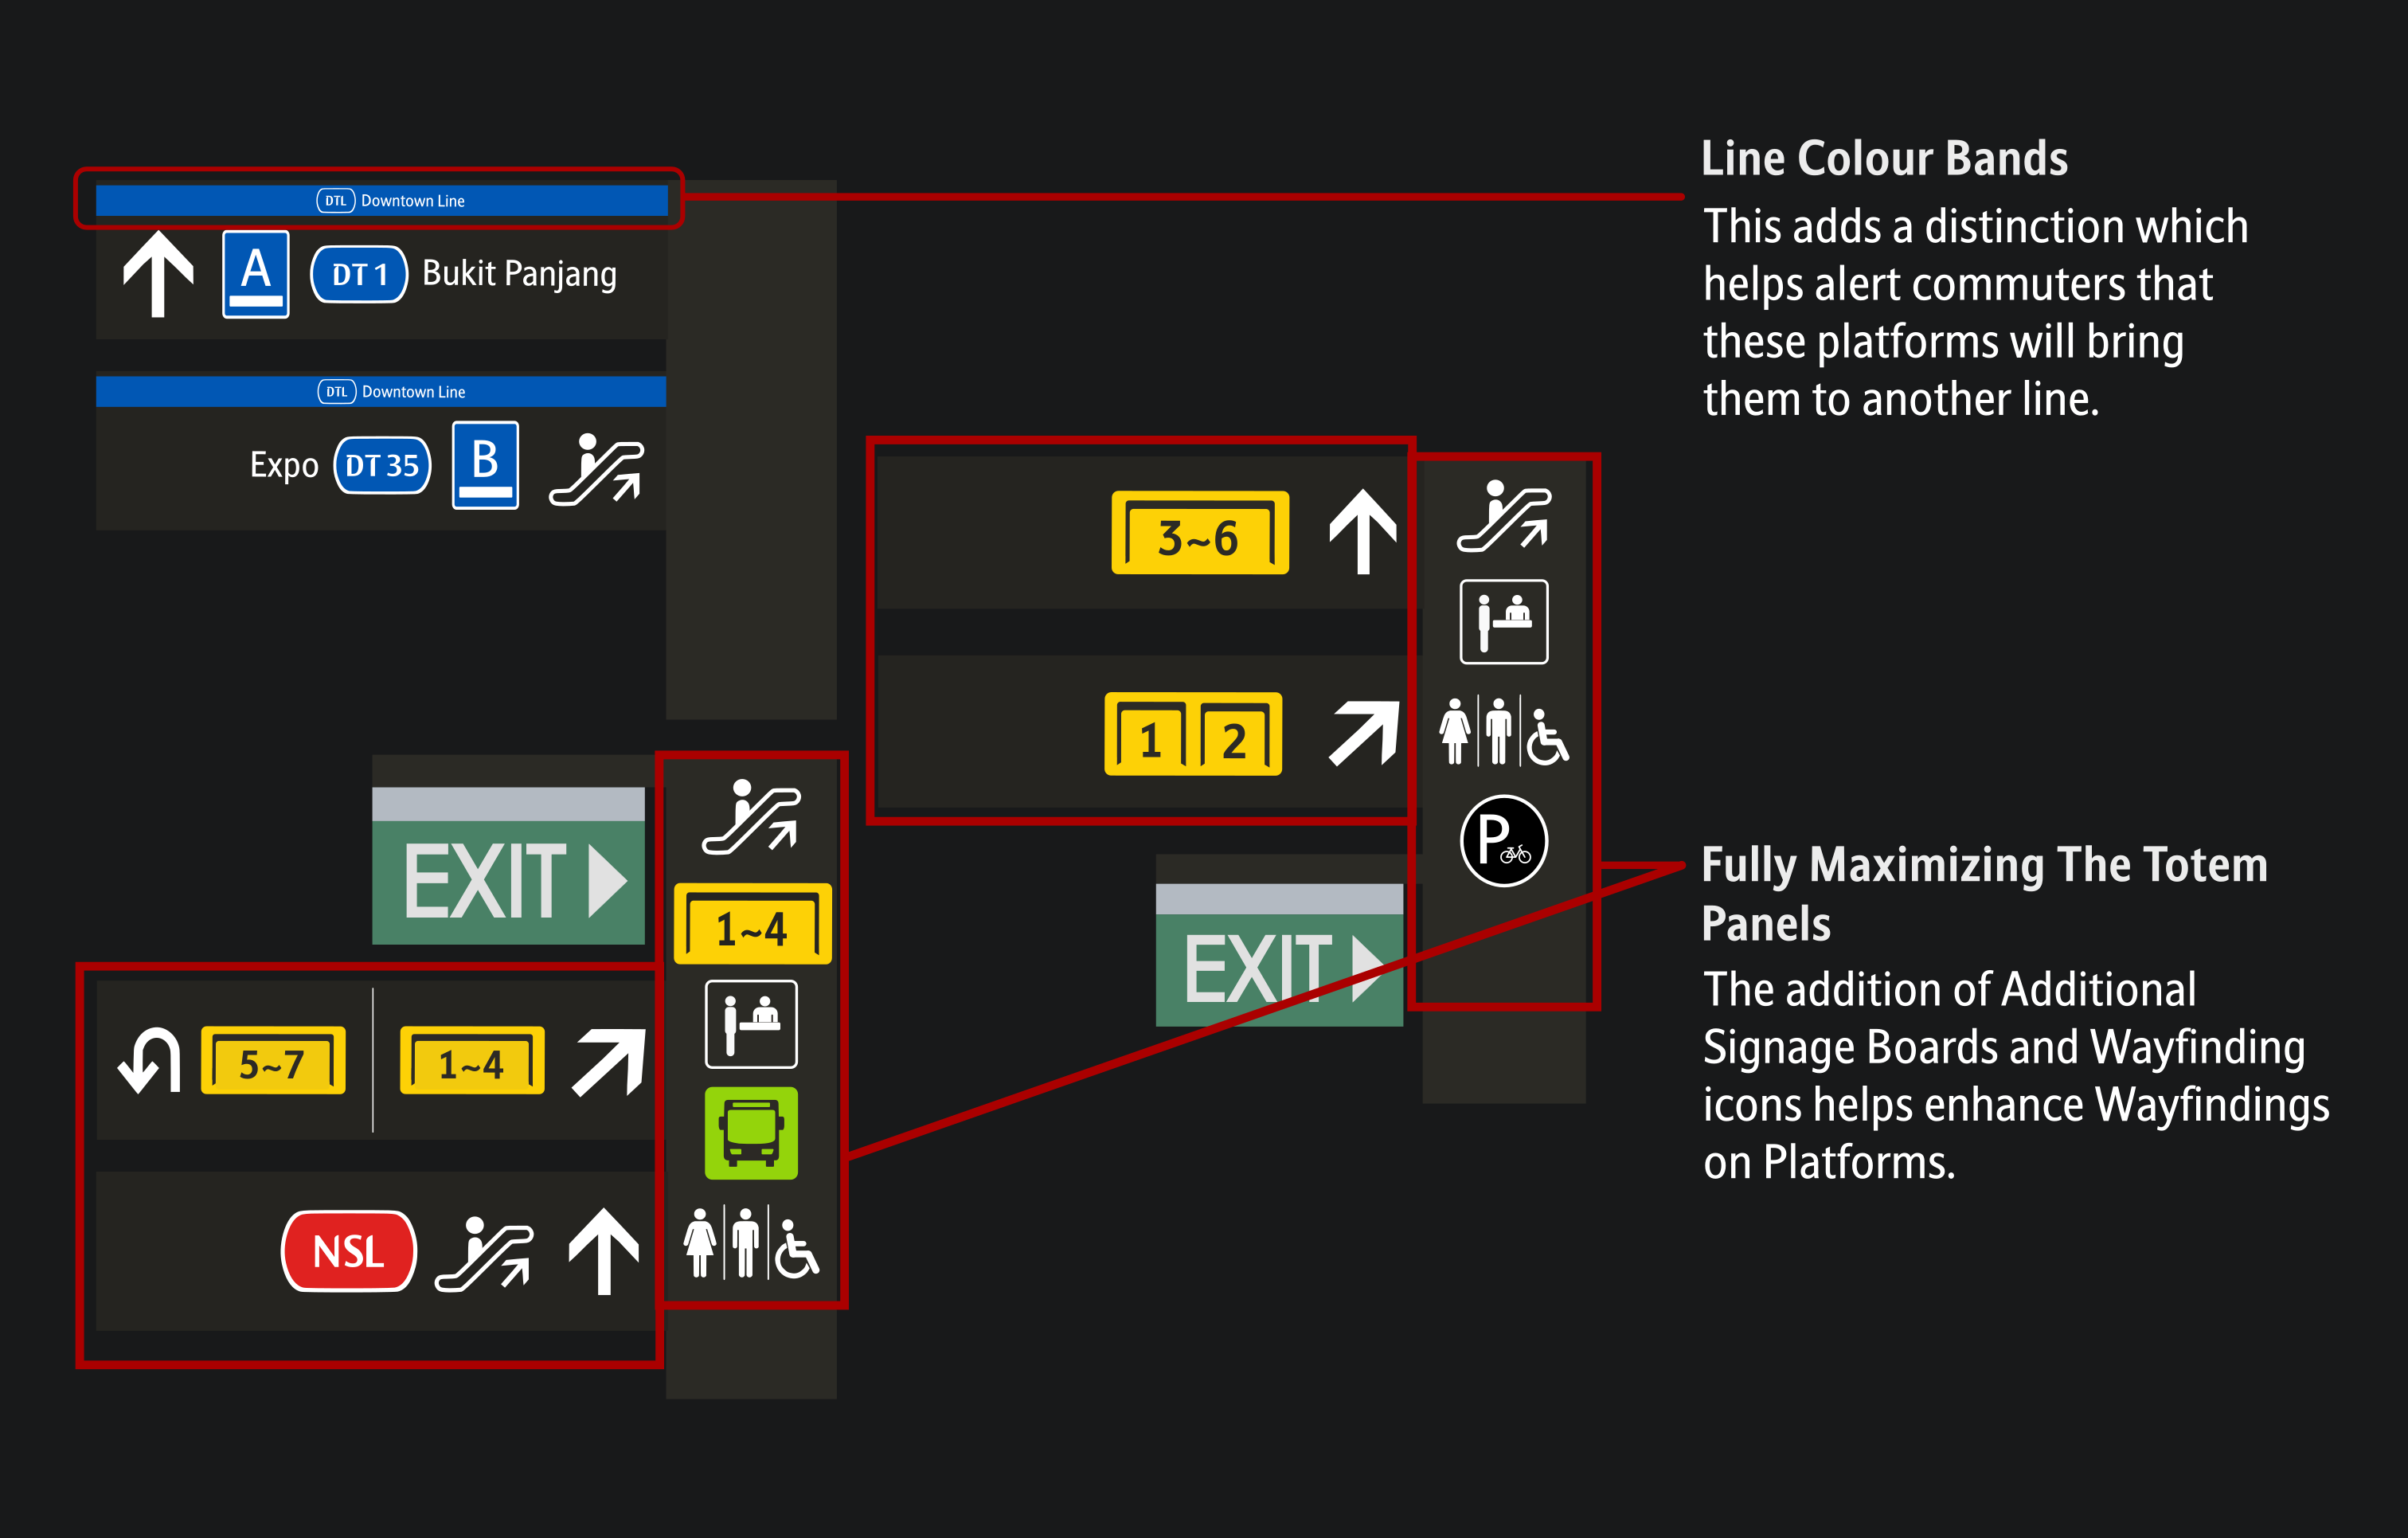 DTL Downtown Line
A DT 1 Bukit Panjang
DTL Downtown Line
Expo DT 35 B
3~6
1 2
EXIT
1~4
5~7 1~4
NSL
EXIT
P
Line Colour Bands
This adds a distinction which
helps alert commuters that
these platforms will bring
them to another line.
Fully Maximizing The Totem
Panels
The addition of Additional
Signage Boards and Wayfinding
icons helps enhance Wayfindings
on Platforms.